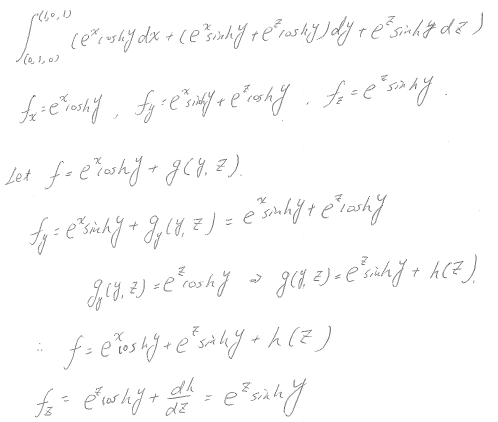 ∫_{(0,1,0)}^{(1,0,1)} (e^x cosh y dx + (e^x sinh y + e^z cosh y) dy + e^z sinh y dz)
f_x = e^x cosh y , f_y = e^x sinh y + e^z cosh y , f_z = e^z sinh y .
Let f = e^x cosh y + g(y, z).
f_y = e^x sinh y + g_y(y, z) = e^x sinh y + e^z cosh y
g_y(y, z) = e^z cosh y ⇒ g(y, z) = e^z sinh y + h(z).
∴ f = e^x cosh y + e^z sinh y + h(z)
f_z = e^z cosh y + dh/dz = e^z sinh y